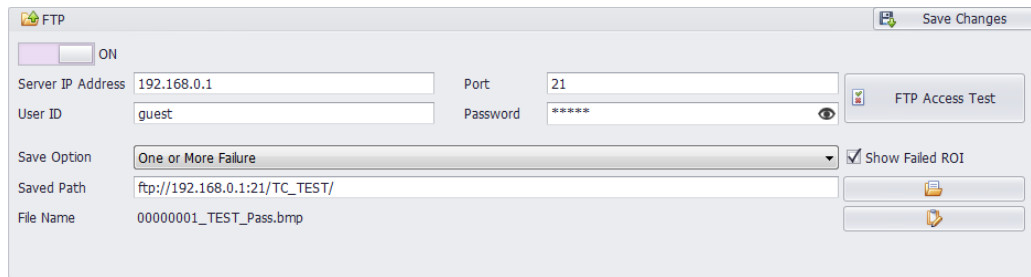 FTP
Save Changes
ON
Server IP Address 192.168.0.1 Port 21
FTP Access Test
User ID guest Password *****
Save Option One or More Failure Show Failed ROI
Saved Path ftp://192.168.0.1:21/TC_TEST/
File Name 00000001_TEST_Pass.bmp